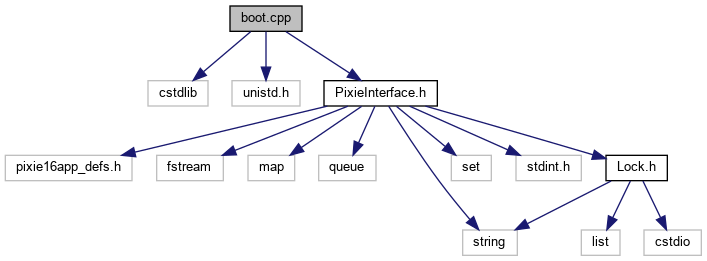 boot.cpp
cstdlib
unistd.h
PixieInterface.h
pixie16app_defs.h
fstream
map
queue
set
stdint.h
Lock.h
string
list
cstdio